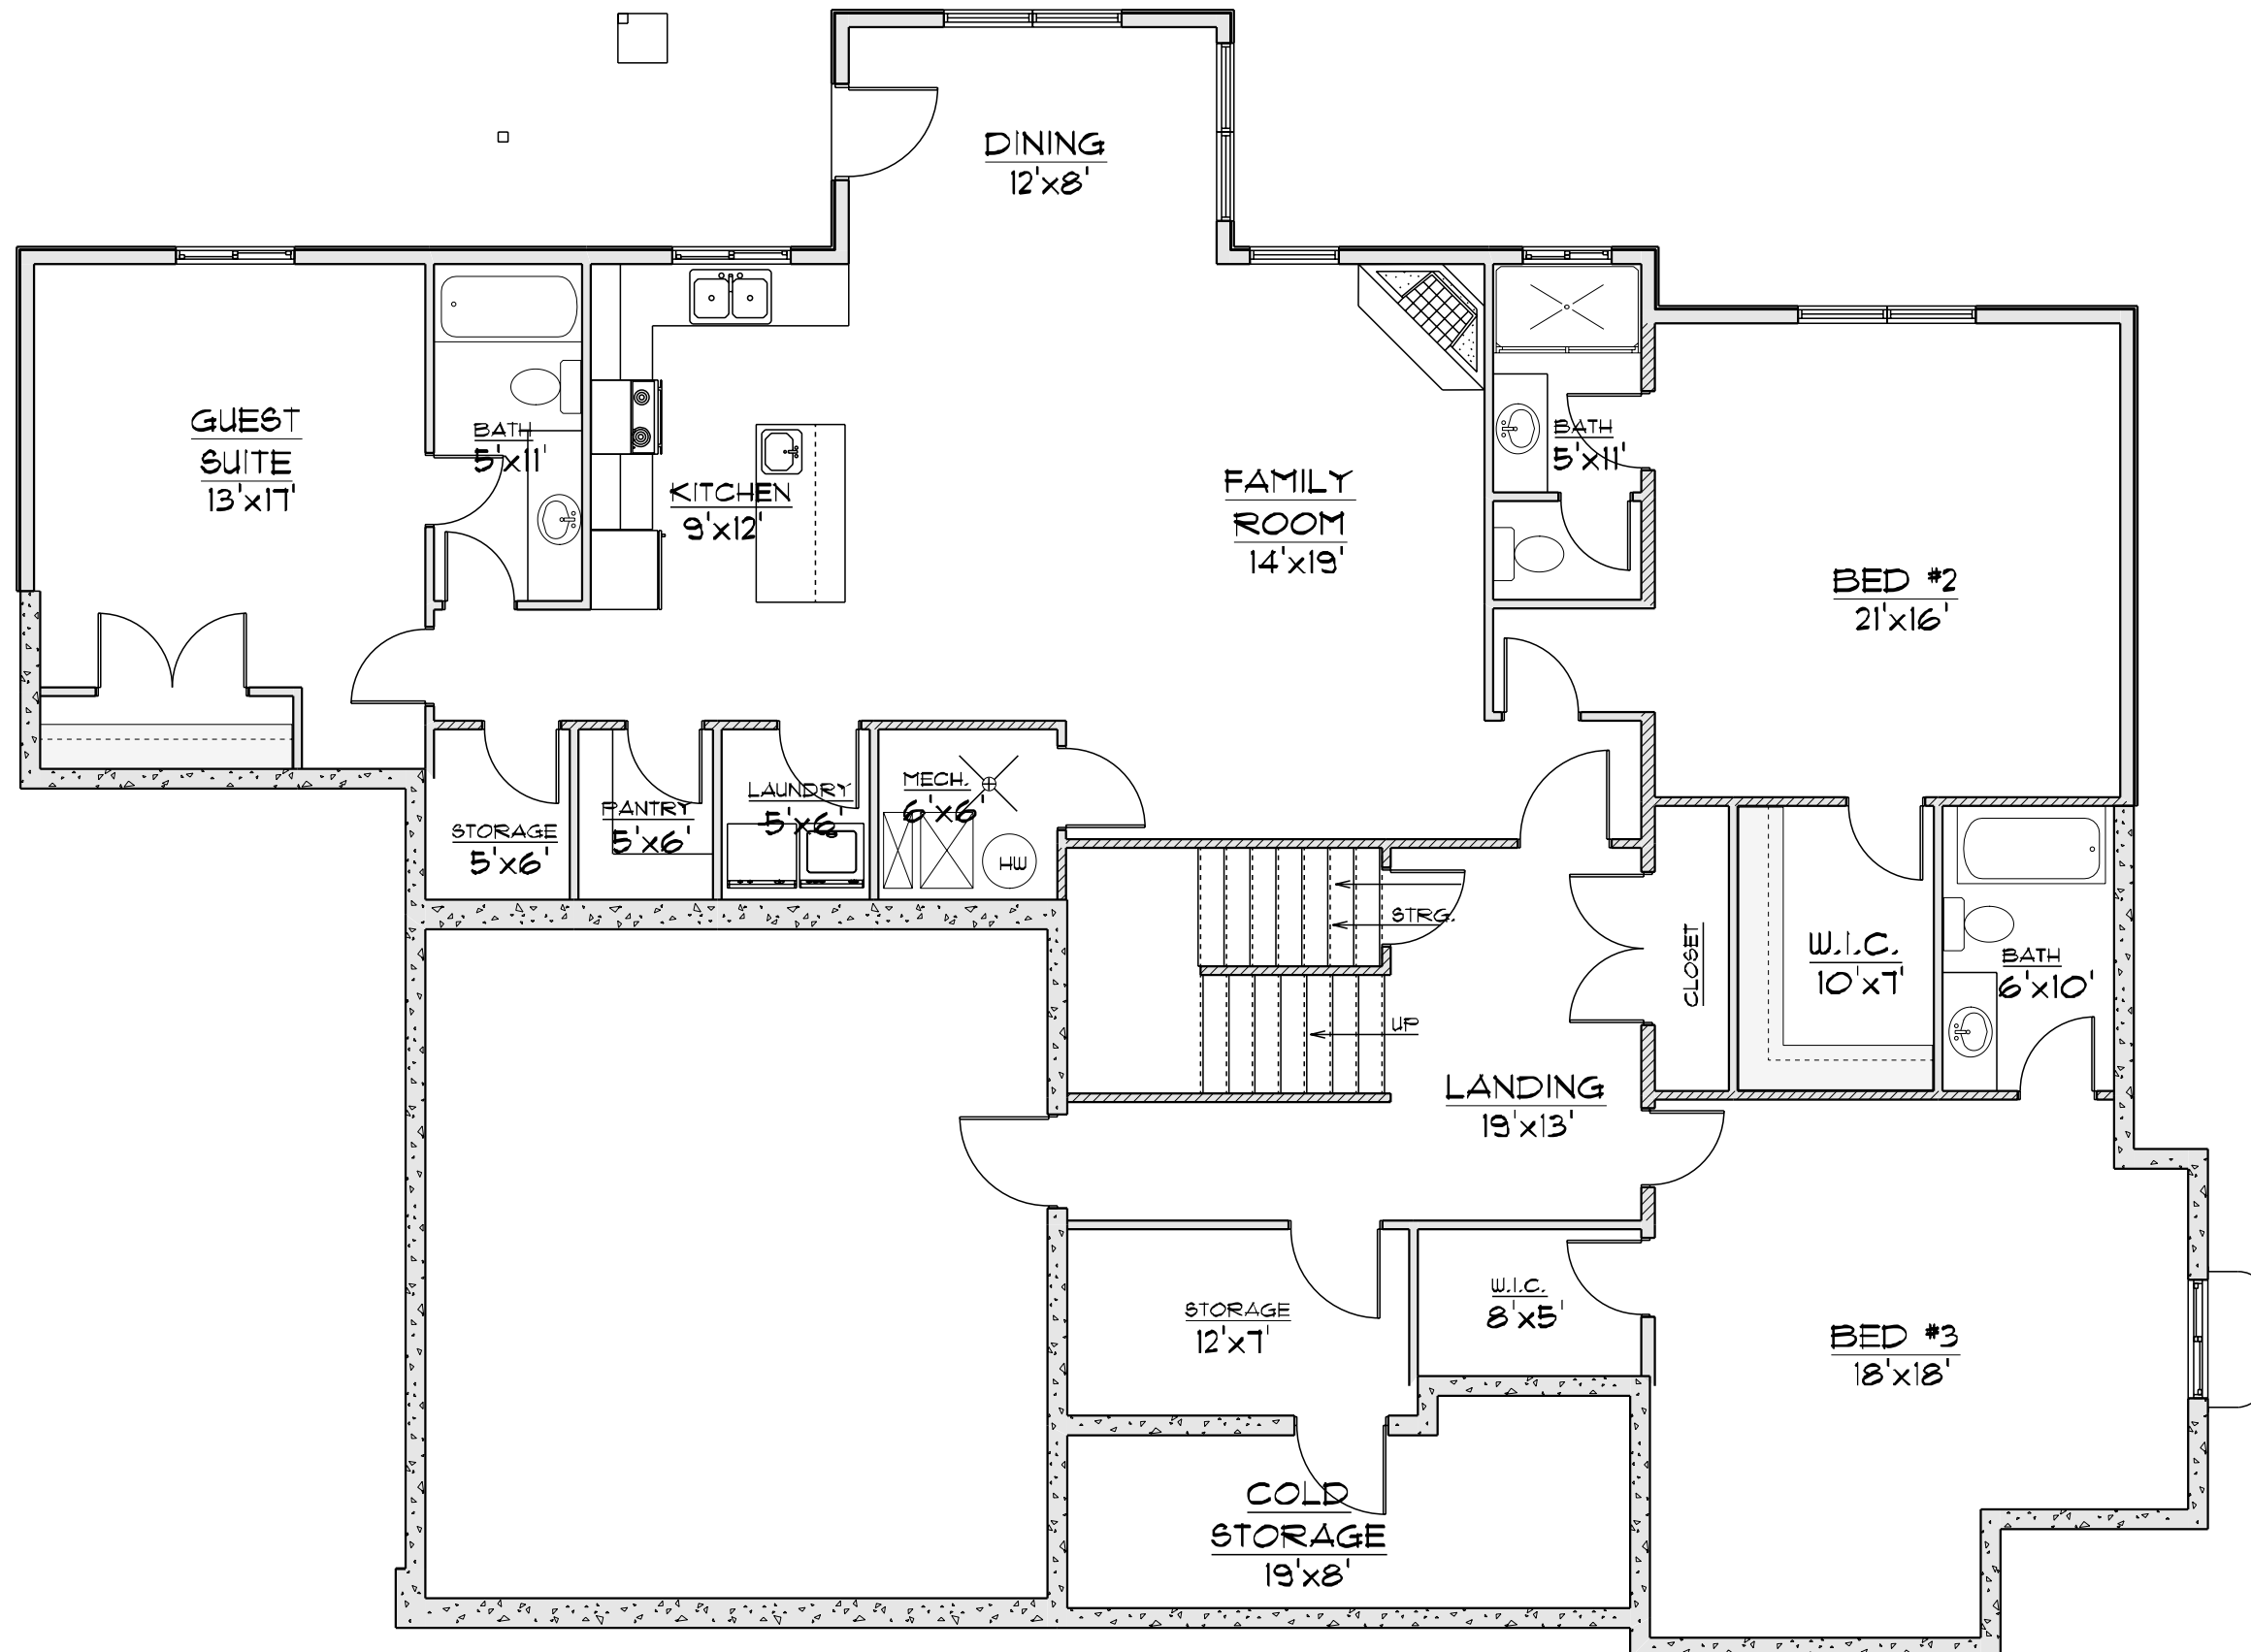 DINING
12'x8'
GUEST
SUITE
13'x17'
BATH
5'x11'
KITCHEN
9'x12'
FAMILY
ROOM
14'x19'
BATH
5'x11'
BED #2
21'x16'
STORAGE
5'x6'
PANTRY
5'x6'
LAUNDRY
5'x6'
MECH.
6'x6'
HW
STRG.
UP
CLOSET
W.I.C.
10'x7'
BATH
6'x10'
LANDING
19'x13'
STORAGE
12'x7'
W.I.C.
8'x5'
BED #3
18'x18'
COLD
STORAGE
19'x8'